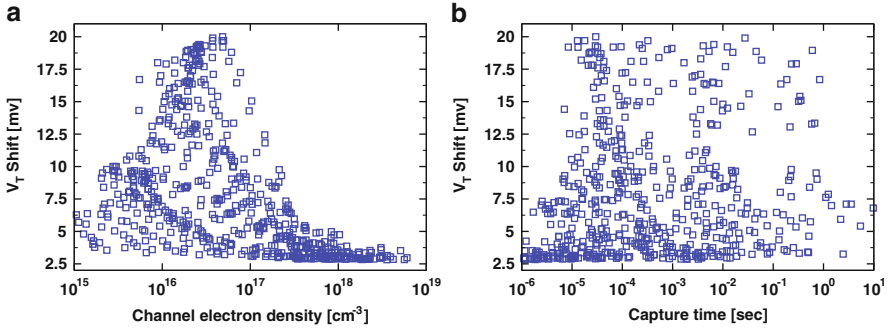 a
20
17.5
15
12.5
10
7.5
5
2.5
V_T Shift [mv]
10^15 10^16 10^17 10^18 10^19
Channel electron density [cm^-3]
b
20
17.5
15
12.5
10
7.5
5
2.5
V_T Shift [mv]
10^-6 10^-5 10^-4 10^-3 10^-2 10^-1 10^0 10^1
Capture time [sec]